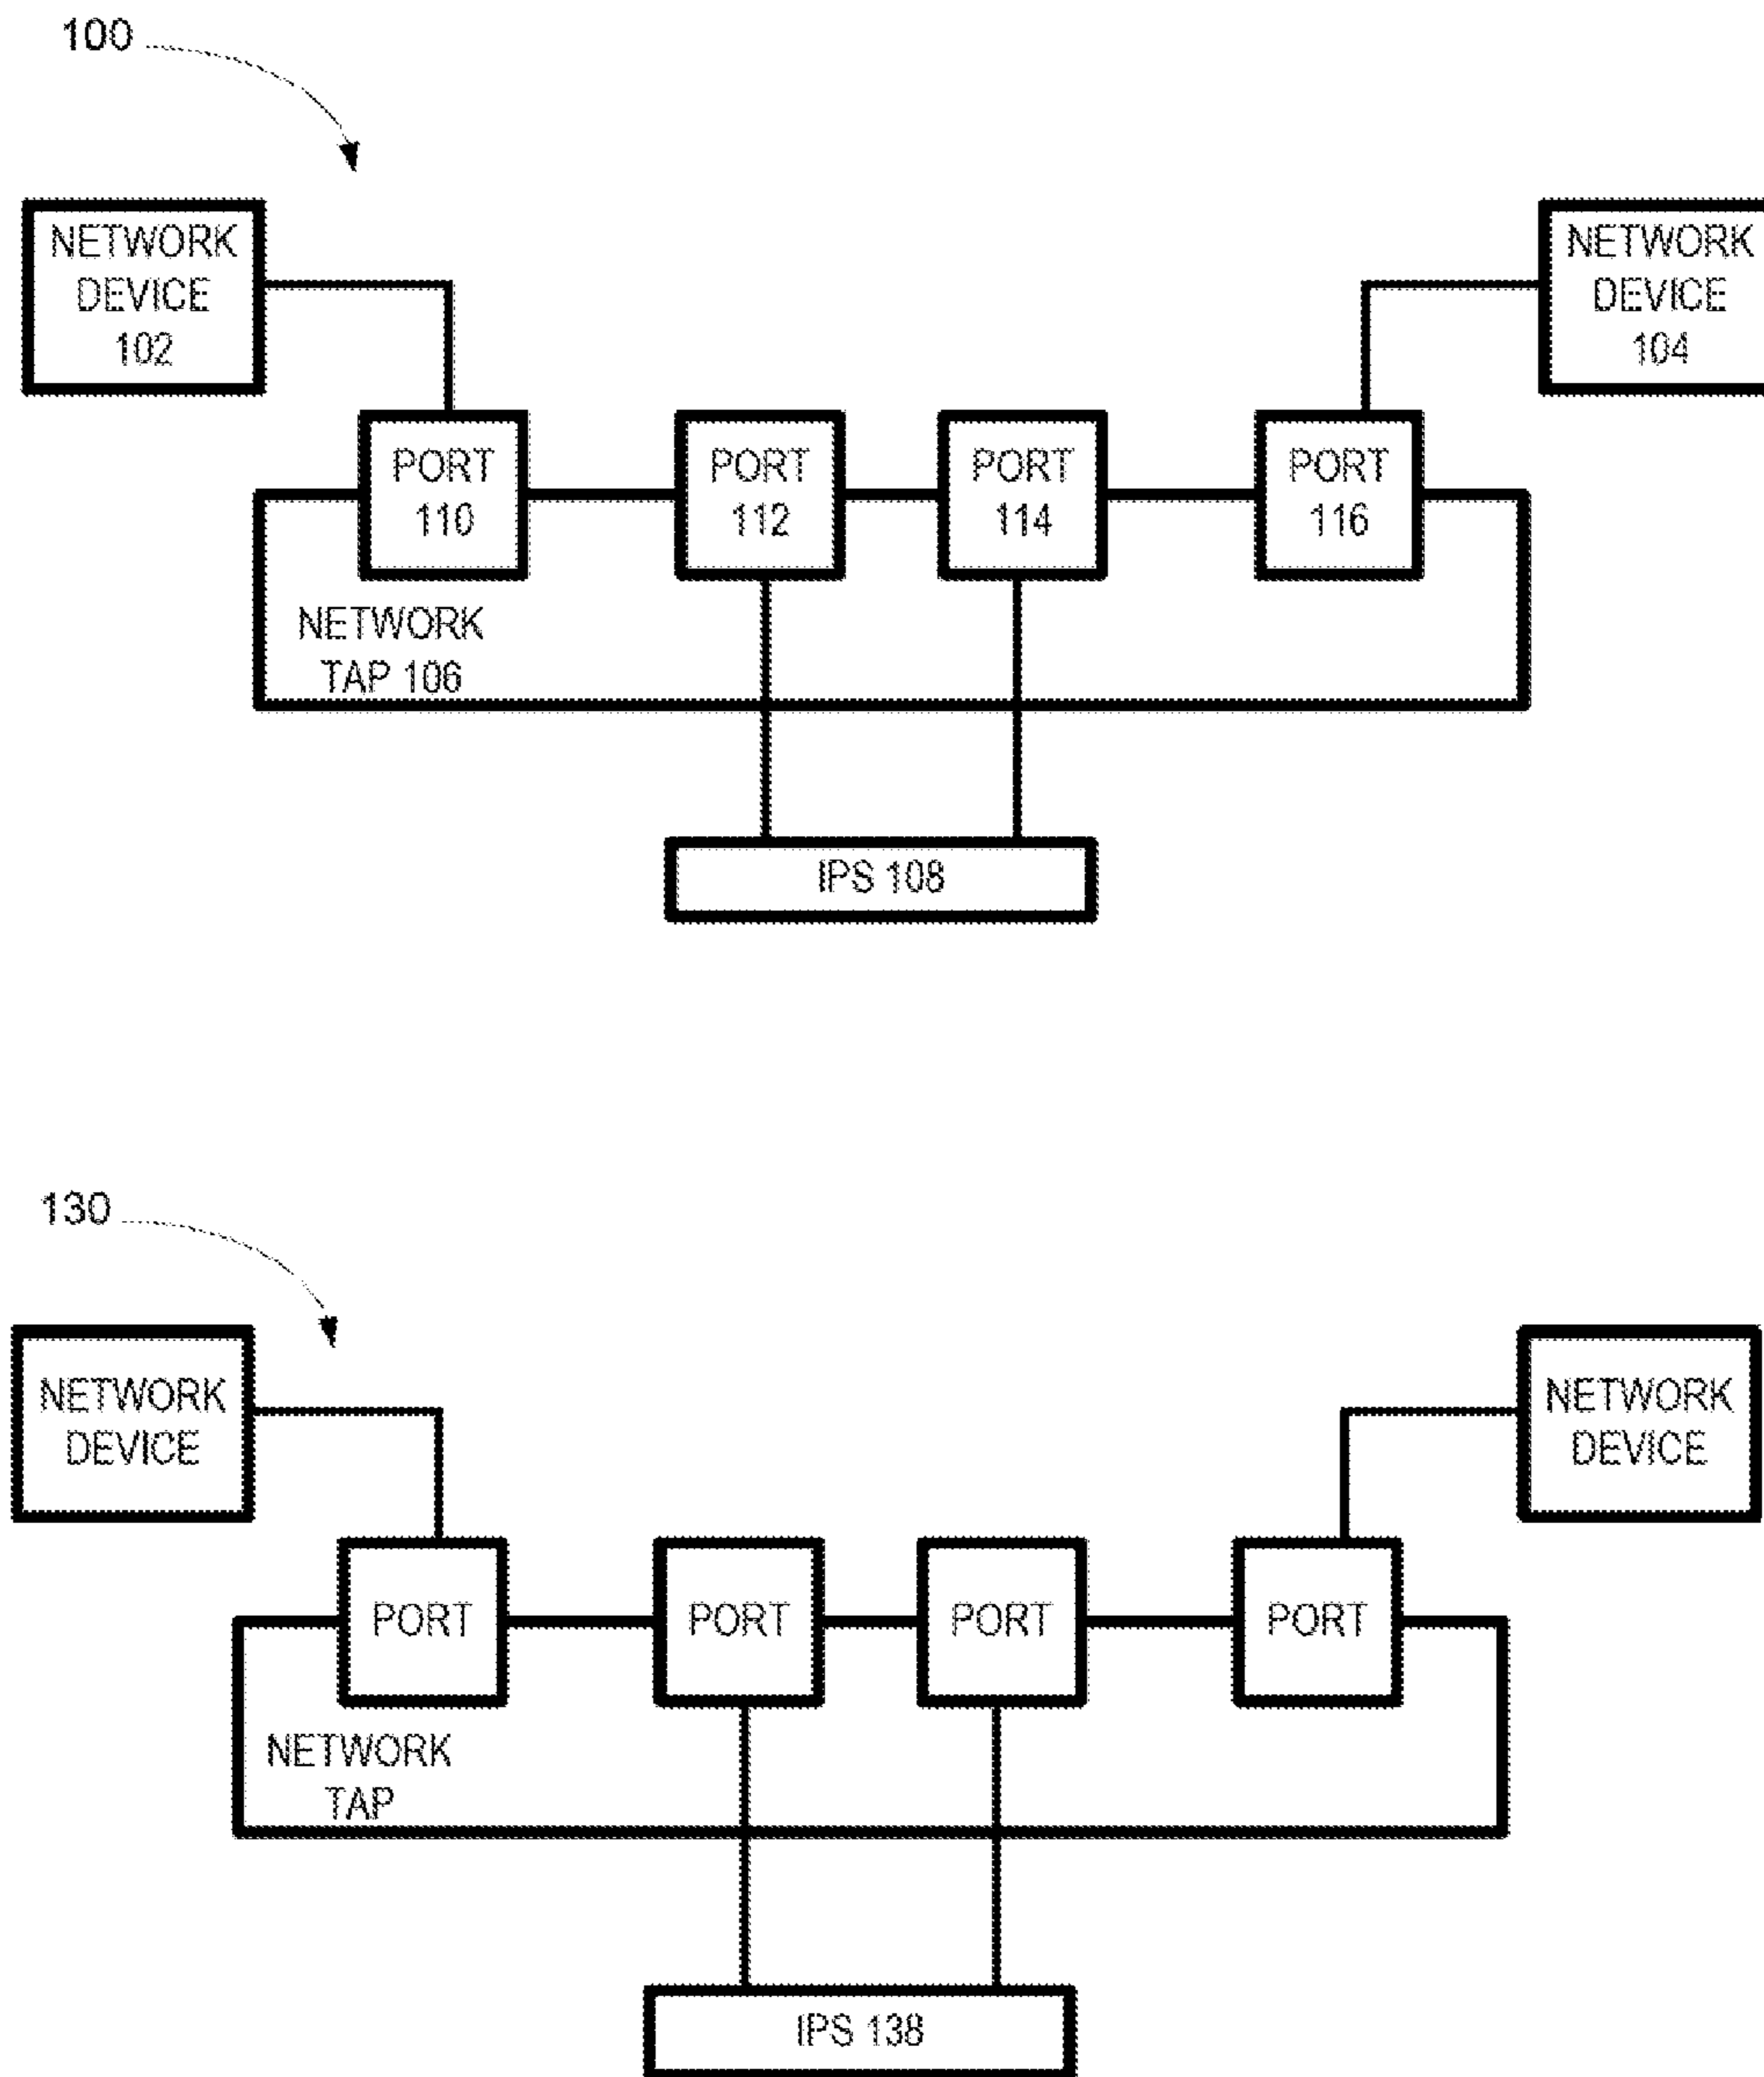 100
NETWORK
DEVICE
102
NETWORK
DEVICE
104
PORT
110
PORT
112
PORT
114
PORT
116
NETWORK
TAP 106
IPS 108
130
NETWORK
DEVICE
NETWORK
DEVICE
PORT
PORT
PORT
PORT
NETWORK
TAP
IPS 138